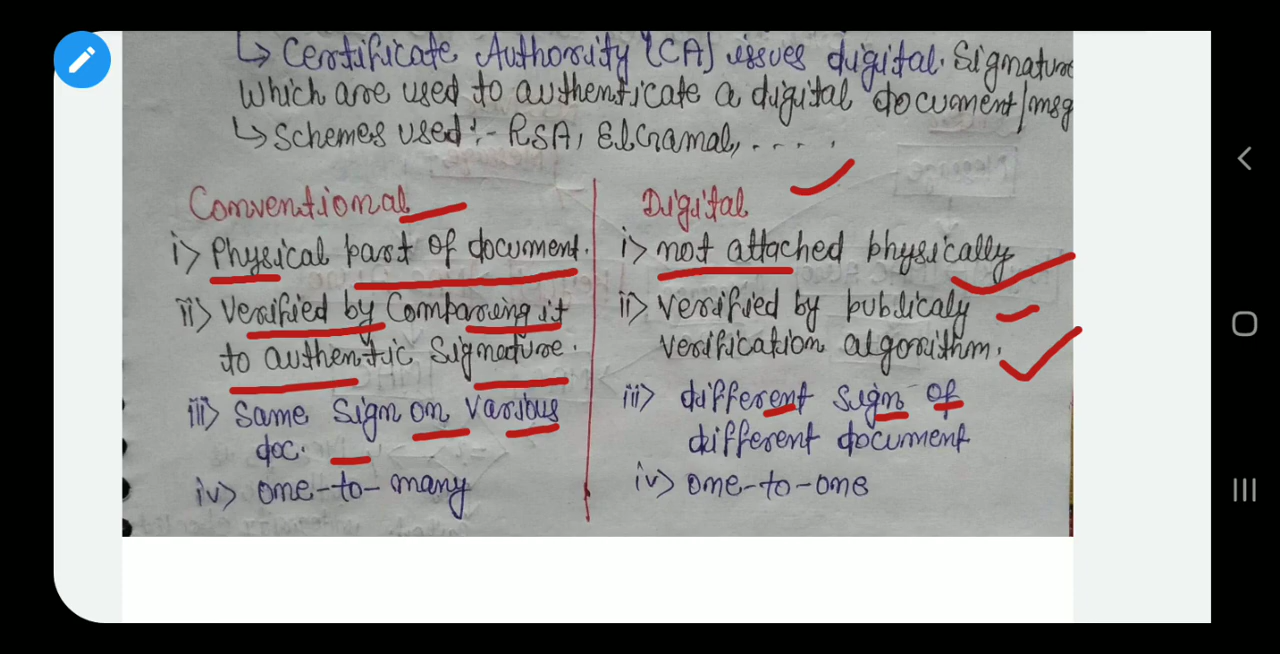 ↳ Certificate Authority (CA) issues digital. Signature
which are used to authenticate a digital document/msg
↳ Schemes used :- RSA, ElGamal, . . . .
Conventional
i) Physical part of document.
ii) Verified by Comparing it
to authentic Signature.
iii) Same Sign on Various
doc.
iv) one-to-many
Digital
i) not attached physically
ii) Verified by publicaly
verification algorithm.
iii) different Sign of
different document
iv) one-to-one